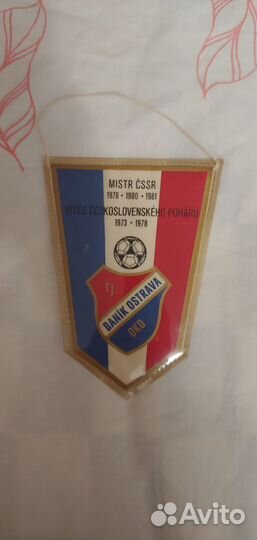 MISTR ČSSR
1976 • 1980 • 1981
VÍTĚZ ČESKOSLOVENSKÉHO POHÁRU
1973 • 1978
TJ
BANÍK OSTRAVA
OKD
Avito